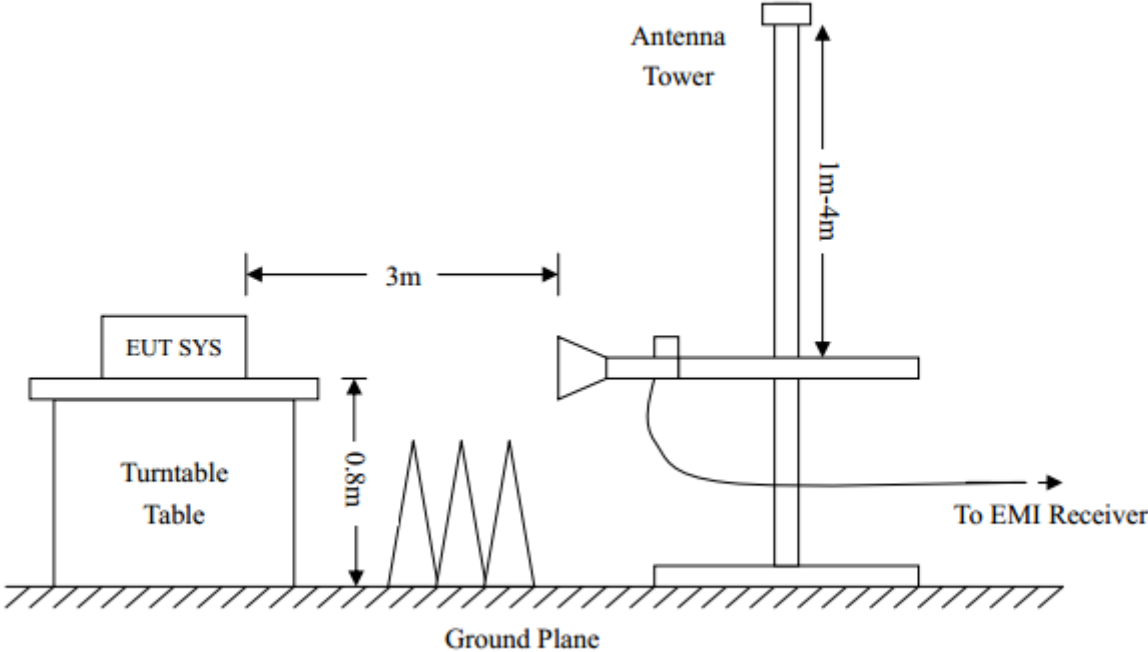 Antenna
Tower
1m-4m
3m
EUT SYS
0.8m
Turntable
Table
To EMI Receiver
Ground Plane